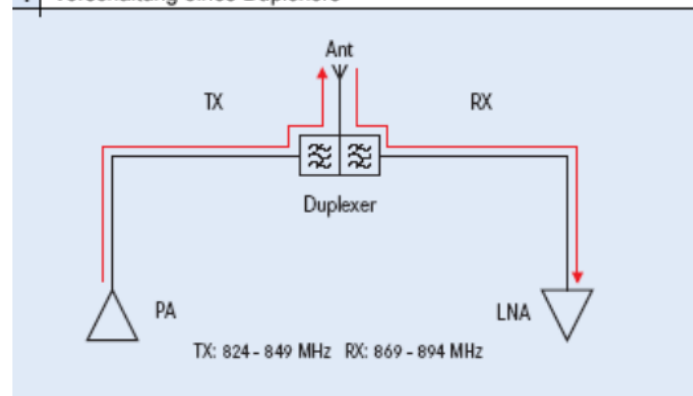 Ant
TX
RX
Duplexer
PA
LNA
TX: 824 - 849 MHz RX: 869 - 894 MHz